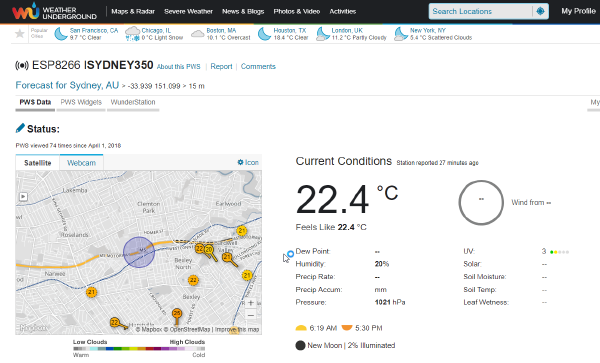 WEATHER
UNDERGROUND
Maps & Radar Severe Weather News & Blogs Photos & Video Activities
Search Locations
My Profile
Popular
Cities
San Francisco, CA
9.7 °C Clear
Chicago, IL
0 °C Light Snow
Boston, MA
10.1 °C Overcast
Houston, TX
18.4 °C Clear
London, UK
11.2 °C Partly Cloudy
New York, NY
5.4 °C Scattered Clouds
ESP8266 ISYDNEY350 About this PWS | Report | Comments
Forecast for Sydney, AU > -33.939 151.099 > 15 m
PWS Data PWS Widgets WunderStation
My
Status:
PWS viewed 74 times since April 1, 2018
Satellite Webcam
Icon
Lakemba
Clemton
Park
Earlwood
Roselands
21
22
20
21
Bexley
North
22
21
Bexley
26
22
+
−
mapbox
© Mapbox © OpenStreetMap | Improve this map
Low Clouds High Clouds
Warm Cold
Current Conditions Station reported 27 minutes ago
22.4 °C
Feels Like 22.4 °C
--
Wind from --
Dew Point: --
Humidity: 20%
Precip Rate: --
Precip Accum: mm
Pressure: 1021 hPa
UV: 3
Solar: --
Soil Moisture: --
Soil Temp: --
Leaf Wetness: --
6:19 AM 5:30 PM
New Moon | 2% Illuminated